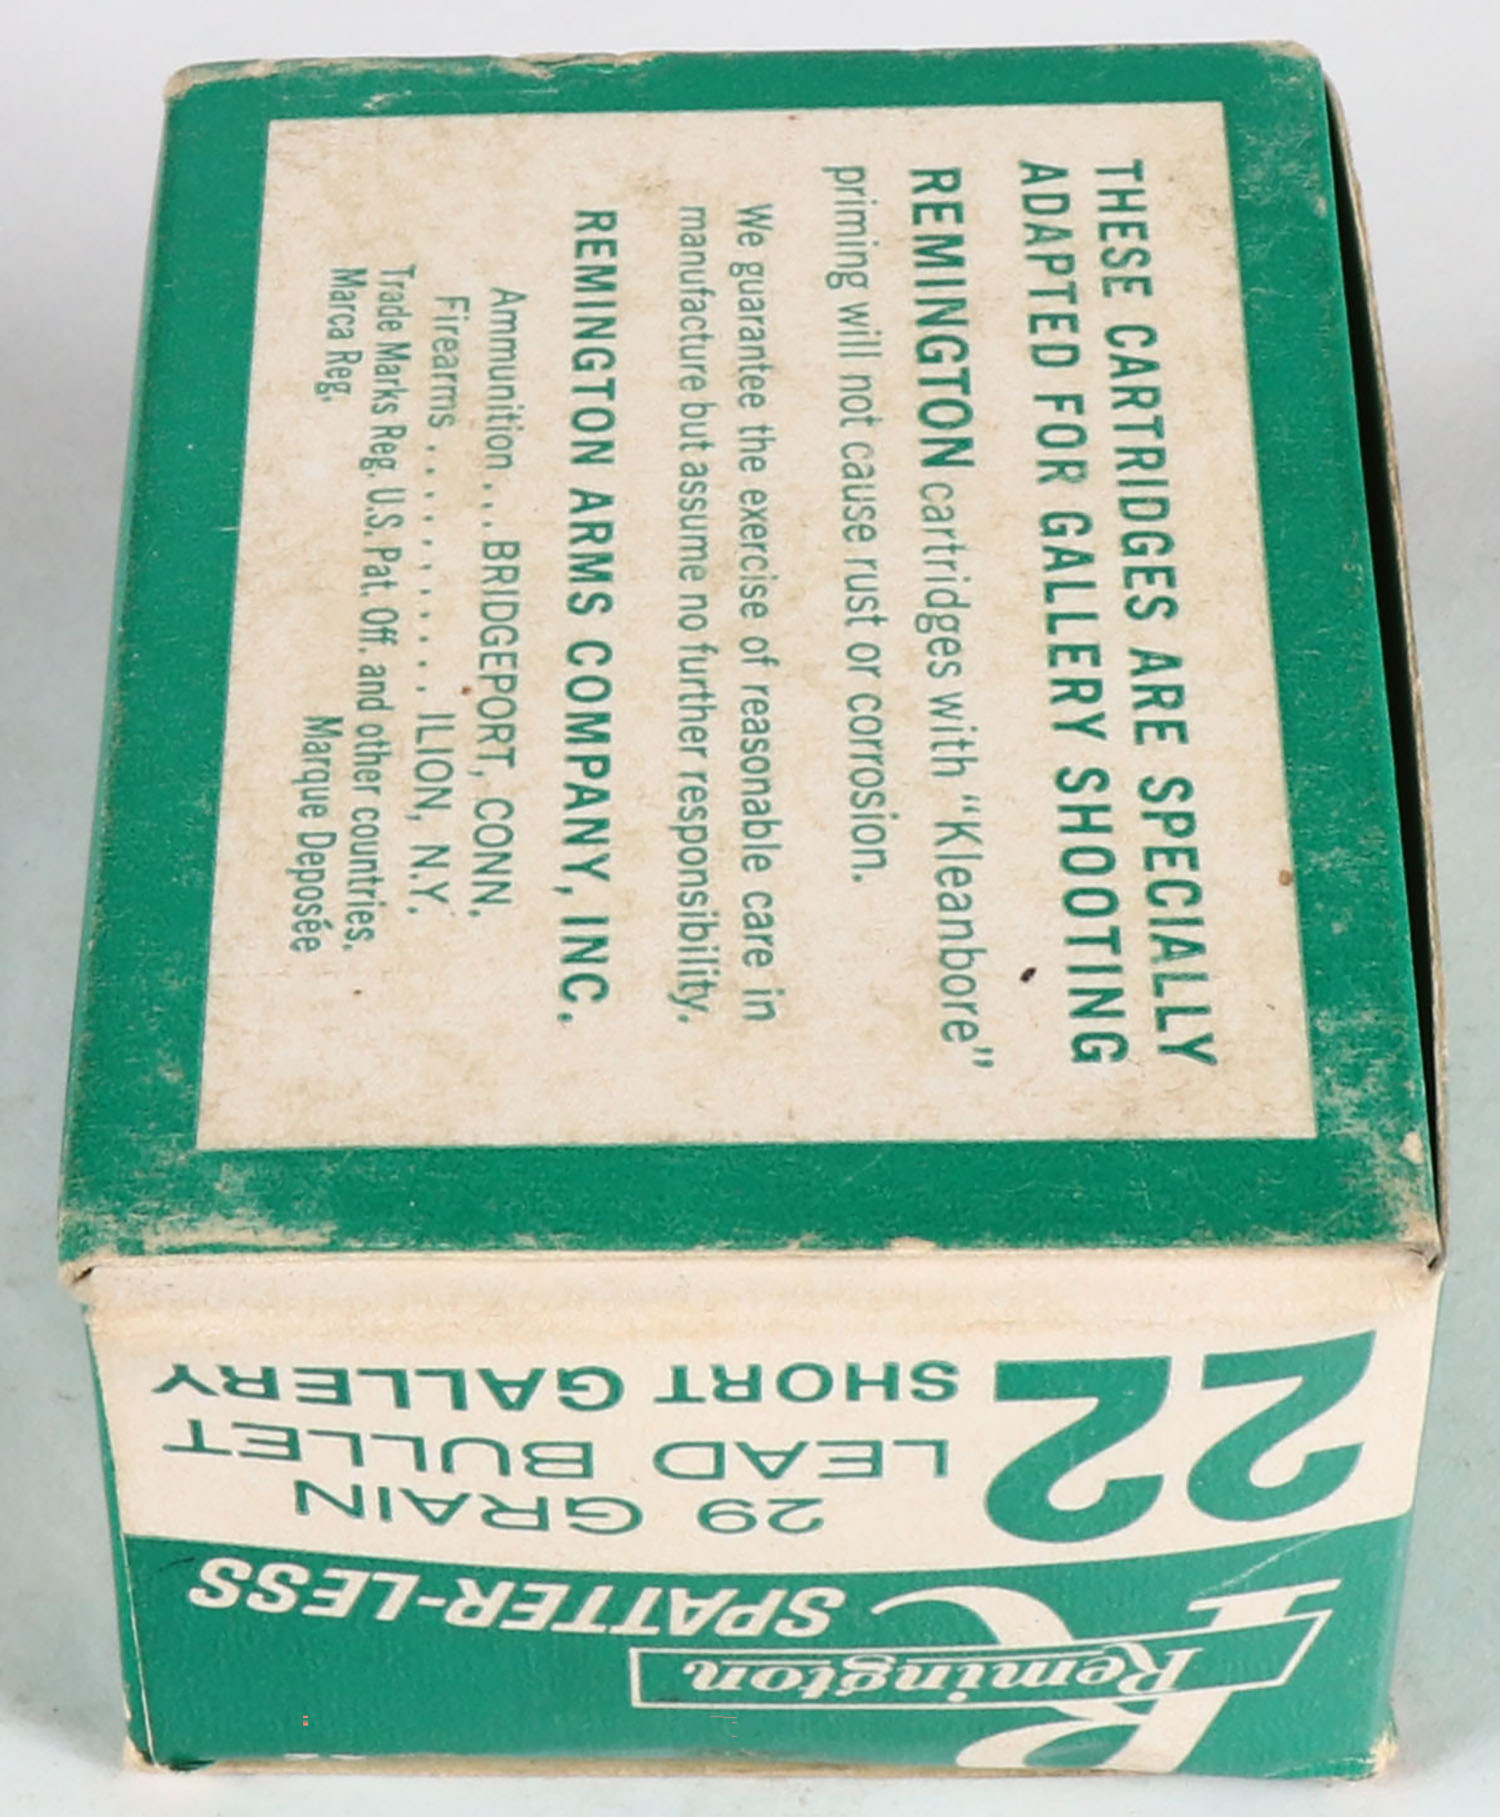 THESE CARTRIDGES ARE SPECIALLY
ADAPTED FOR GALLERY SHOOTING
REMINGTON cartridges with "Kleanbore"
priming will not cause rust or corrosion.
We guarantee the exercise of reasonable care in
manufacture but assume no further responsibility.
REMINGTON ARMS COMPANY, INC.
Ammunition . . . BRIDGEPORT, CONN.
Firearms . . . . . . . . . . . ILION, N.Y.
Trade Marks Reg. U.S. Pat. Off. and other countries.
Marca Reg. Marque Deposée
R Remington
SPATTER-LESS
22
29 GRAIN
LEAD BULLET
SHORT GALLERY